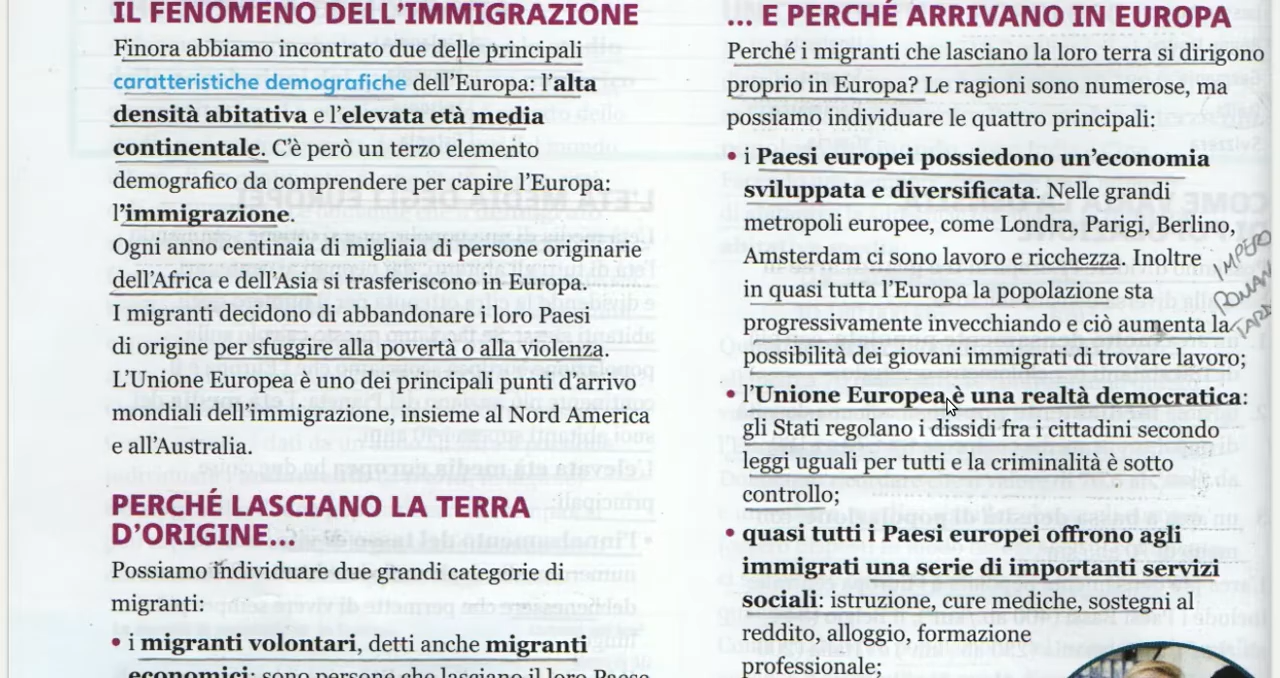 IL FENOMENO DELL'IMMIGRAZIONE
Finora abbiamo incontrato due delle principali
caratteristiche demografiche dell'Europa: l'alta
densità abitativa e l'elevata età media
continentale. C'è però un terzo elemento
demografico da comprendere per capire l'Europa:
l'immigrazione.
Ogni anno centinaia di migliaia di persone originarie
dell'Africa e dell'Asia si trasferiscono in Europa.
I migranti decidono di abbandonare i loro Paesi
di origine per sfuggire alla povertà o alla violenza.
L'Unione Europea è uno dei principali punti d'arrivo
mondiali dell'immigrazione, insieme al Nord America
e all'Australia.
PERCHÉ LASCIANO LA TERRA
D'ORIGINE...
Possiamo individuare due grandi categorie di
migranti:
• i migranti volontari, detti anche migranti
economici: sono persone che lasciano il loro Paese
... E PERCHÉ ARRIVANO IN EUROPA
Perché i migranti che lasciano la loro terra si dirigono
proprio in Europa? Le ragioni sono numerose, ma
possiamo individuare le quattro principali:
• i Paesi europei possiedono un'economia
sviluppata e diversificata. Nelle grandi
metropoli europee, come Londra, Parigi, Berlino,
Amsterdam ci sono lavoro e ricchezza. Inoltre
in quasi tutti l'Europa la popolazione sta
progressivamente invecchiando e ciò aumenta la
possibilità dei giovani immigrati di trovare lavoro;
• l'Unione Europea è una realtà democratica:
gli Stati regolano i dissidi fra i cittadini secondo
leggi uguali per tutti e la criminalità è sotto
controllo;
• quasi tutti i Paesi europei offrono agli
immigrati una serie di importanti servizi
sociali: istruzione, cure mediche, sostegni al
reddito, alloggio, formazione
professionale;
IMPERO